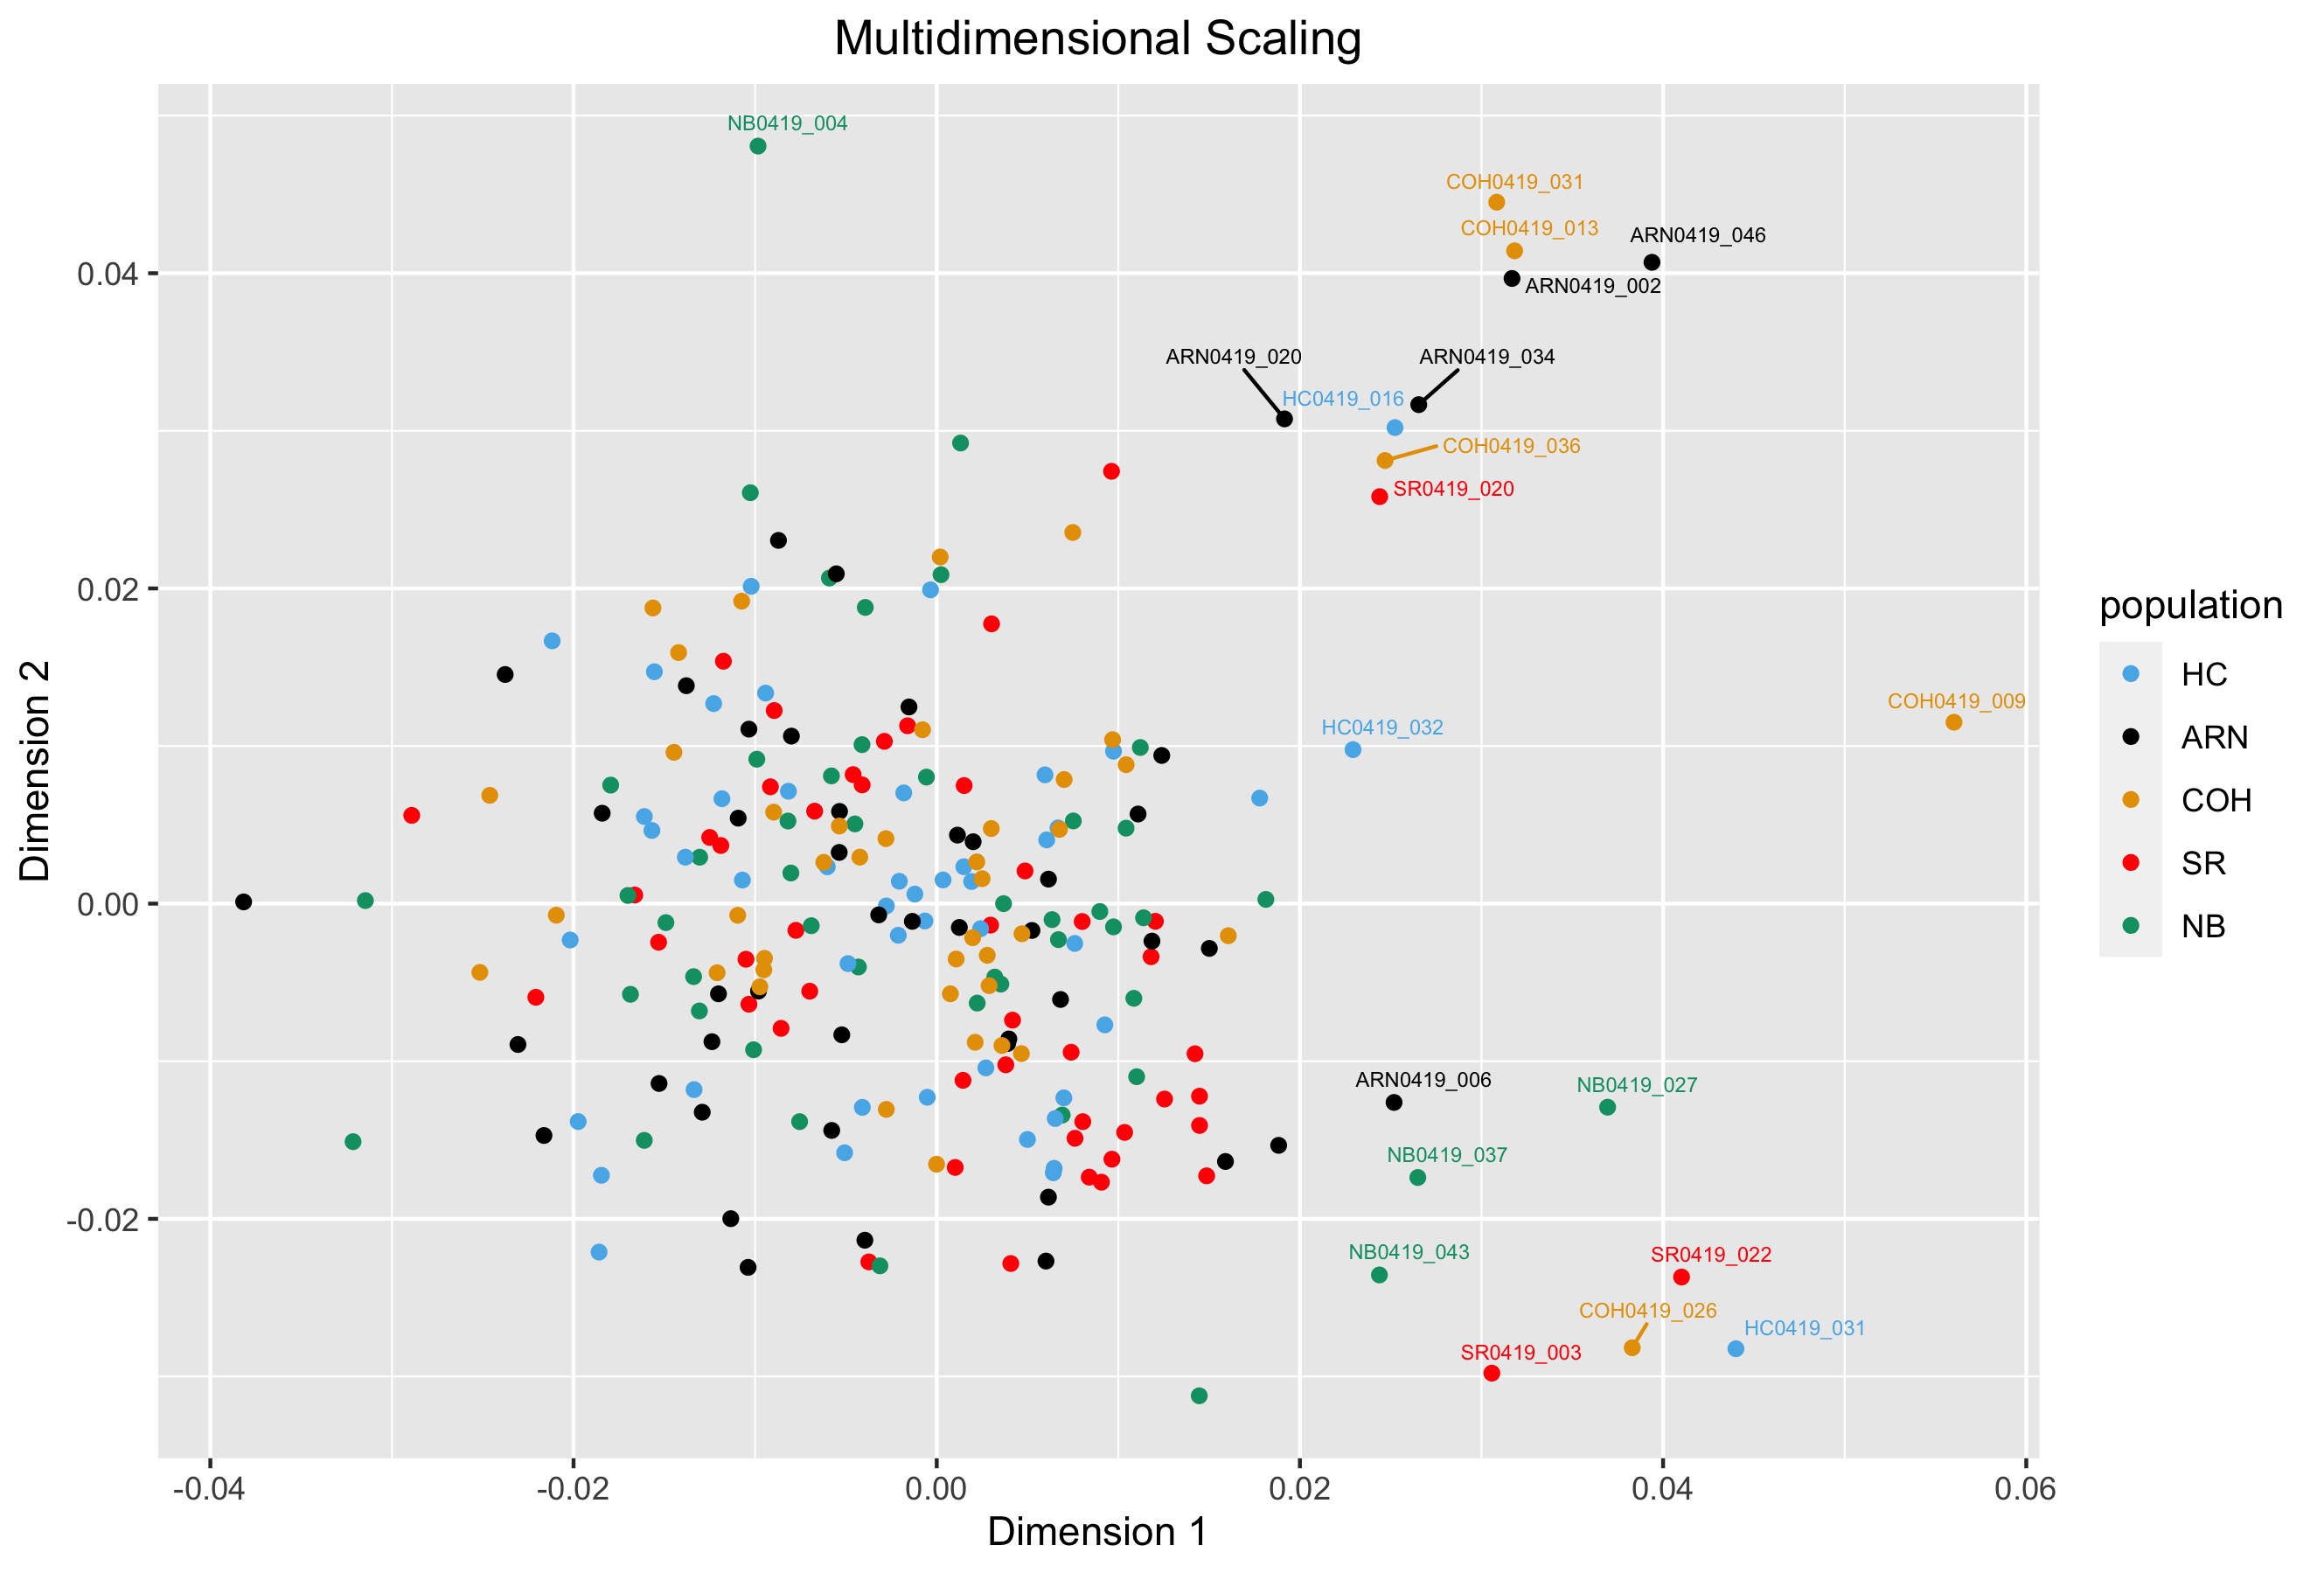 Multidimensional Scaling
NB0419_004
COH0419_031
COH0419_013
ARN0419_046
ARN0419_002
ARN0419_020
ARN0419_034
HC0419_016
COH0419_036
SR0419_020
COH0419_009
HC0419_032
ARN0419_006
NB0419_027
NB0419_037
NB0419_043
SR0419_022
COH0419_026
HC0419_031
SR0419_003
0.04
0.02
0.00
-0.02
Dimension 2
-0.04
-0.02
0.00
0.02
0.04
0.06
Dimension 1
population
HC
ARN
COH
SR
NB